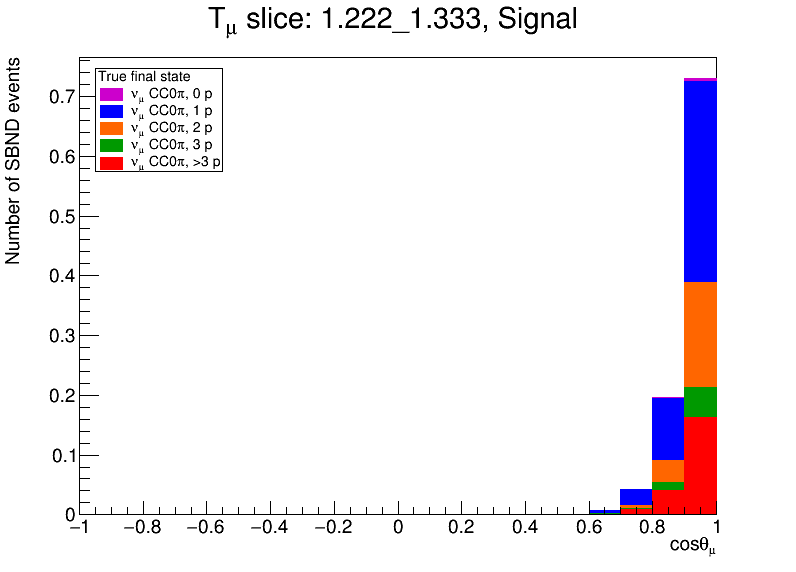 Tμ slice: 1.222_1.333, Signal
Number of SBND events
True final state
νμ CC0π, 0 p
νμ CC0π, 1 p
νμ CC0π, 2 p
νμ CC0π, 3 p
νμ CC0π, >3 p
0.7
0.6
0.5
0.4
0.3
0.2
0.1
0
−1 −0.8 −0.6 −0.4 −0.2 0 0.2 0.4 0.6 0.8 1
cosθμ